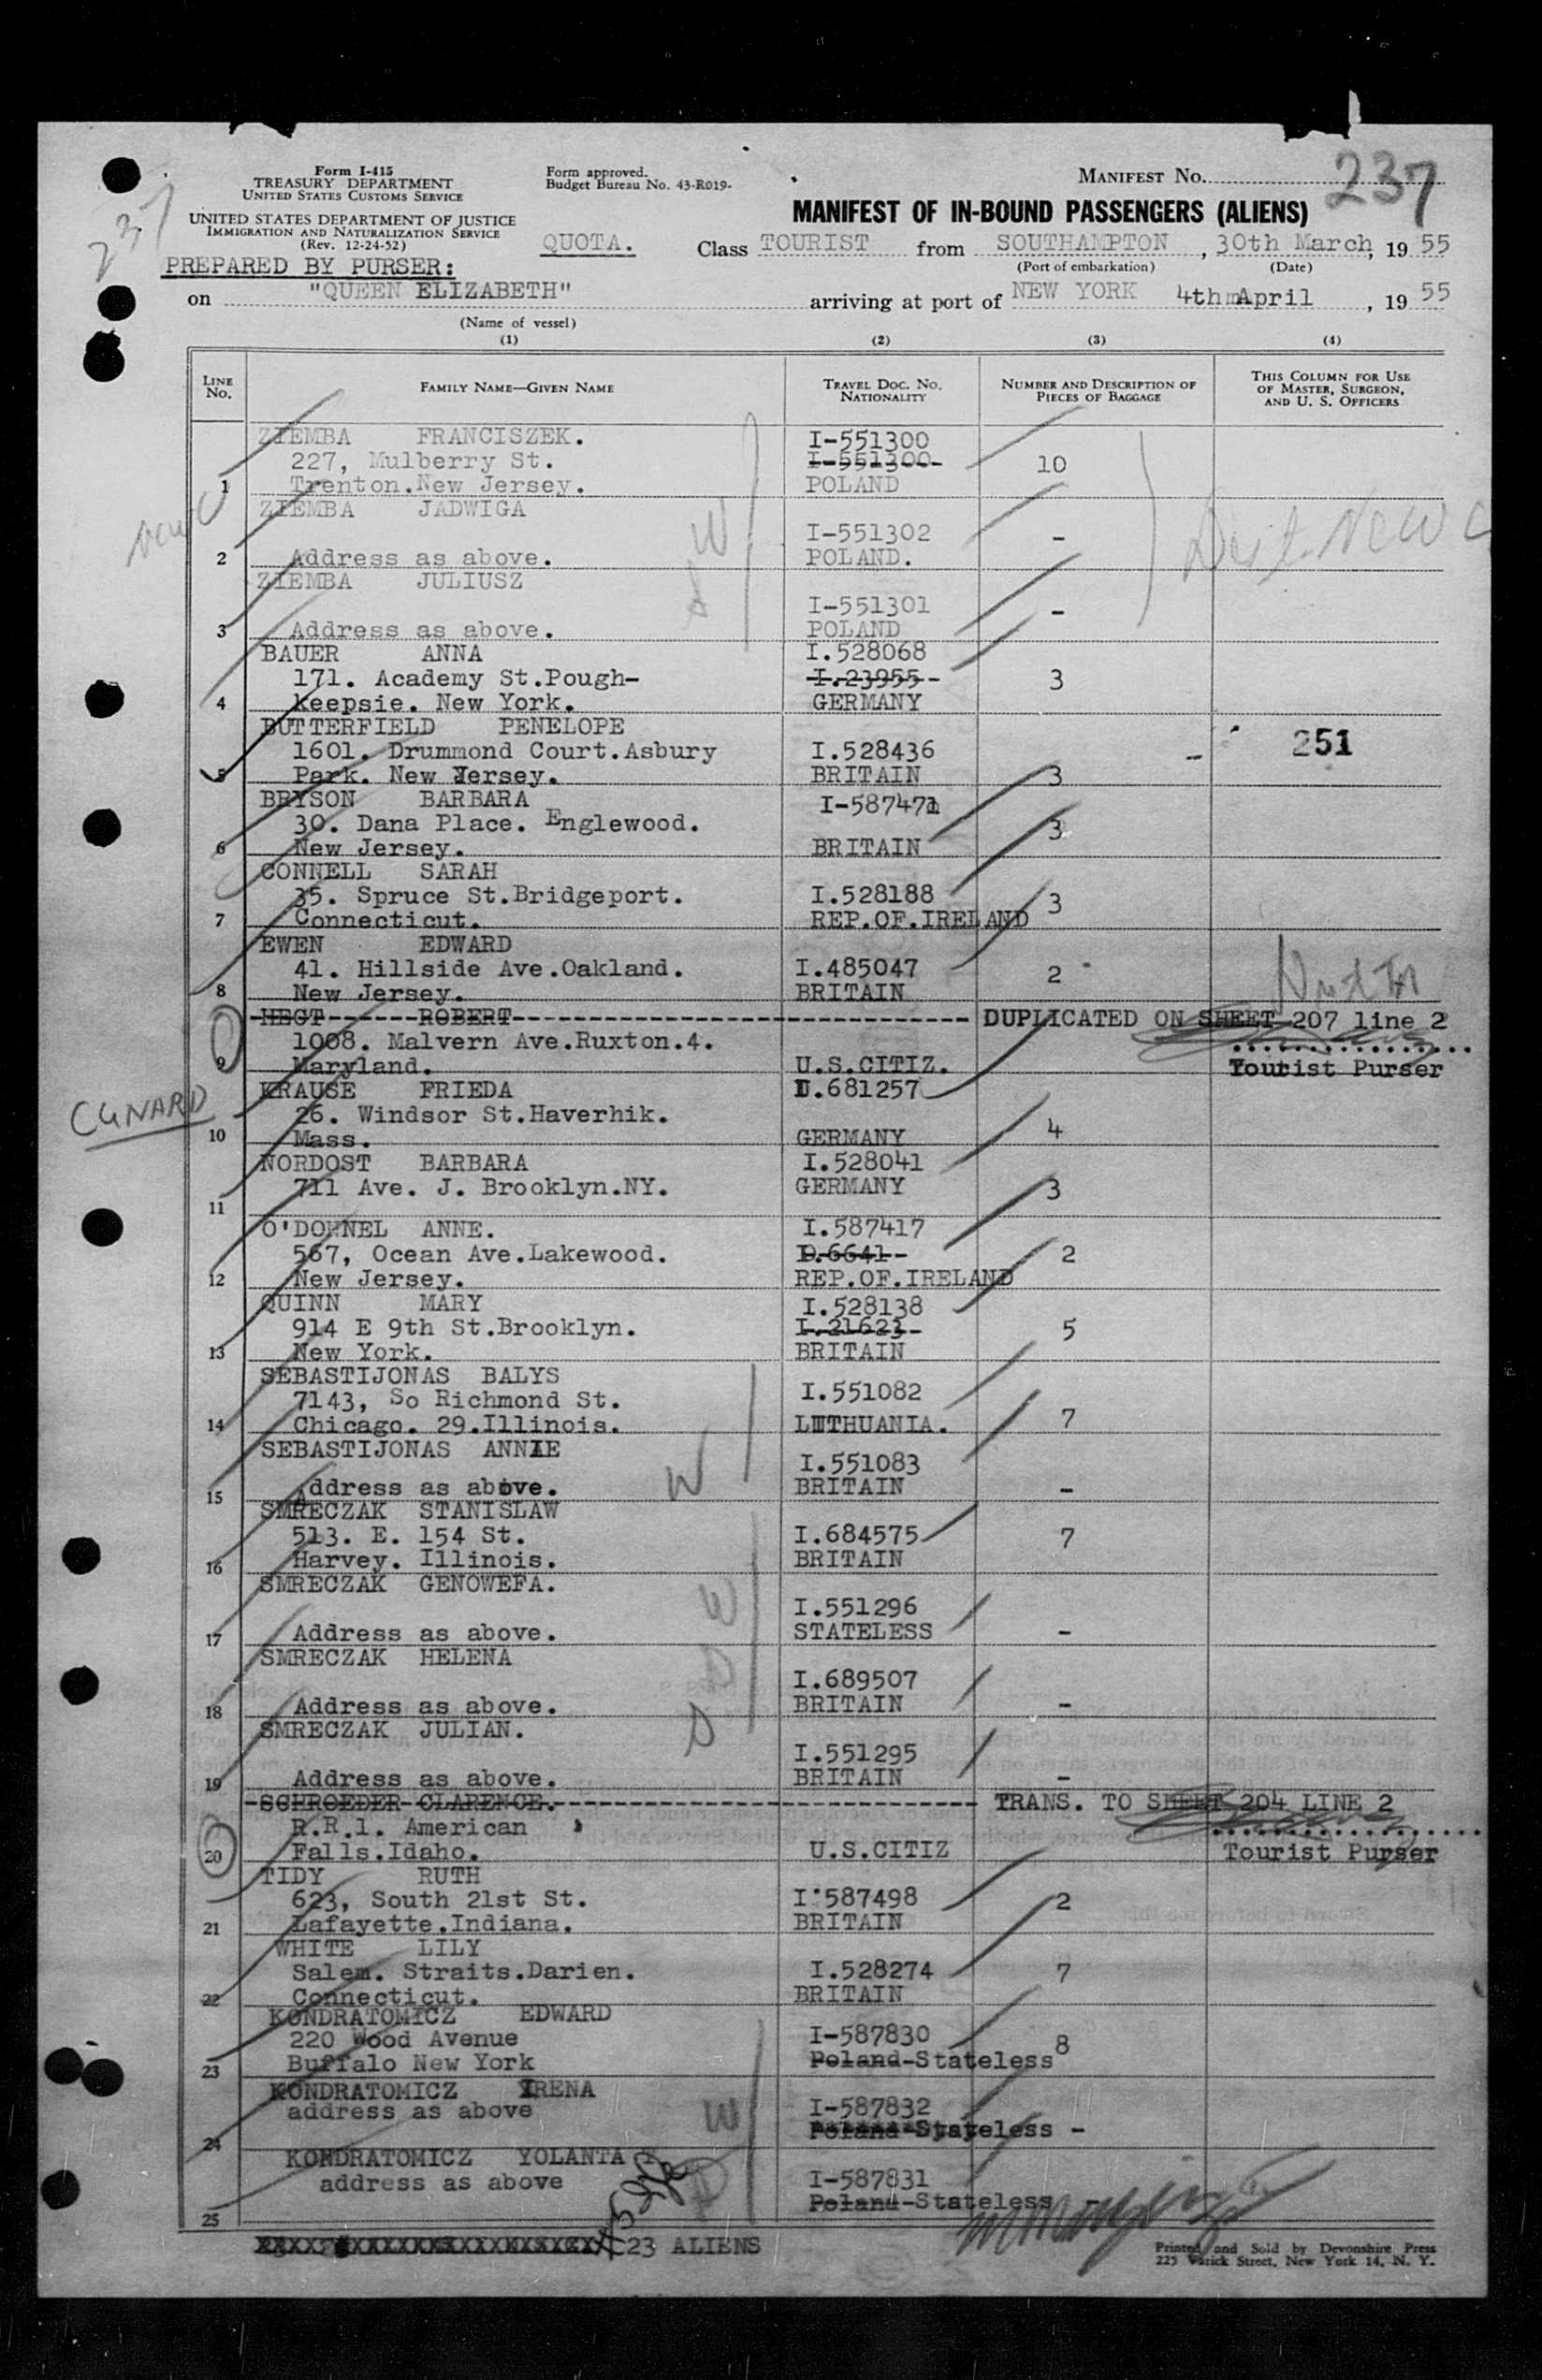 Form I-415
TREASURY DEPARTMENT
UNITED STATES CUSTOMS SERVICE
UNITED STATES DEPARTMENT OF JUSTICE
IMMIGRATION AND NATURALIZATION SERVICE
(Rev. 12-24-52)
PREPARED BY PURSER:
Form approved.
Budget Bureau No. 43-R019-
MANIFEST NO. 237
237
MANIFEST OF IN-BOUND PASSENGERS (ALIENS)
QUOTA. Class TOURIST from SOUTHAMPTON, 30th March, 19 55
(Port of embarkation) (Date)
on "QUEEN ELIZABETH" arriving at port of NEW YORK 4th April, 19 55
(Name of vessel)
(1) (2) (3) (4)
LINE No. FAMILY NAME—GIVEN NAME TRAVEL DOC. NO. NATIONALITY NUMBER AND DESCRIPTION OF PIECES OF BAGGAGE THIS COLUMN FOR USE OF MASTER, SURGEON, AND U. S. OFFICERS
ZIEMBA FRANCISZEK. I-551300
227, Mulberry St. I-551300- 10
1 Trenton.New Jersey. POLAND
ZIEMBA JADWIGA
W I-551302 -
2 Address as above. POLAND.
ZIEMBA JULIUSZ
I-551301 -
3 Address as above. POLAND
BAUER ANNA I.528068
171. Academy St.Pough- I.23955- 3
4 keepsie. New York. GERMANY
BUTTERFIELD PENELOPE
1601. Drummond Court.Asbury I.528436 - 251
5 Park. New Jersey. BRITAIN 3
BRYSON BARBARA I-587471
30. Dana Place. Englewood. 3
6 New Jersey. BRITAIN
CONNELL SARAH
35. Spruce St.Bridgeport. I.528188 3
7 Connecticut. REP.OF.IRELAND
EWEN EDWARD
41. Hillside Ave.Oakland. I.485047 2
8 New Jersey. BRITAIN
HEGT------ROBERT---------- DUPLICATED ON SHEET 207 line 2
1008. Malvern Ave.Ruxton.4.
9 Maryland. U.S.CITIZ. Tourist Purser
CUNARD
KRAUSE FRIEDA I.681257
26. Windsor St.Haverhik.
10 Mass. GERMANY 4
NORDOST BARBARA I.528041
711 Ave. J. Brooklyn.NY. GERMANY 3
11
O'DONNEL ANNE. I.587417
567, Ocean Ave.Lakewood. D.6641- 2
12 New Jersey. REP.OF.IRELAND
QUINN MARY I.528138
914 E 9th St.Brooklyn. I.21623- 5
13 New York. BRITAIN
SEBASTIJONAS BALYS
7143, So Richmond St. I.551082
14 Chicago. 29.Illinois. LITHUANIA. 7
SEBASTIJONAS ANNIE
W I.551083
15 Address as above. BRITAIN -
SMRECZAK STANISLAW
513. E. 154 St. I.684575 7
16 Harvey. Illinois. BRITAIN
SMRECZAK GENOWEFA.
W I.551296
17 Address as above. STATELESS -
SMRECZAK HELENA
D I.689507
18 Address as above. BRITAIN -
SMRECZAK JULIAN.
I.551295
19 Address as above. BRITAIN -
SCHROEDER CLARENCE.---------- TRANS. TO SHEET 204 LINE 2
R.R.1. American
20 Falls.Idaho. U.S.CITIZ Tourist Purser
TIDY RUTH
623, South 21st St. I.587498 2
21 Lafayette.Indiana. BRITAIN
WHITE LILY
Salem. Straits.Darien. I.528274 7
22 Connecticut. BRITAIN
KONDRATOMICZ EDWARD
220 Wood Avenue I-587830 8
23 Buffalo New York Poland-Stateless
KONDRATOMICZ IRENA
address as above W I-587832
24 Poland-Stateless -
KONDRATOMICZ YOLANTA
address as above D I-587831
25 Poland-Stateless -
23 ALIENS
Printed and Sold by Devonshire Press
225 Varick Street, New York 14, N. Y.